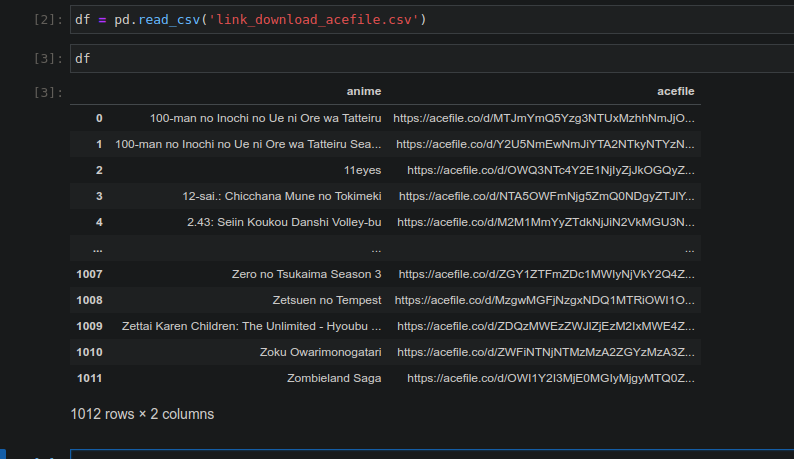 [2]: df = pd.read_csv('link_download_acefile.csv')
[3]: df
[3]: anime acefile
0 100-man no Inochi no Ue ni Ore wa Tatteiru https://acefile.co/d/MTJmYmQ5Yzg3NTUxMzhhNmJjO...
1 100-man no Inochi no Ue ni Ore wa Tatteiru Sea... https://acefile.co/d/Y2U5NmEwNmJiYTA2NTkyNTYzN...
2 11eyes https://acefile.co/d/OWQ3NTc4Y2E1NjIyZjJkOGQyZ...
3 12-sai.: Chicchana Mune no Tokimeki https://acefile.co/d/NTA5OWFmNjg5ZmQ0NDgyZTJlY...
4 2.43: Seiin Koukou Danshi Volley-bu https://acefile.co/d/M2M1MmYyZTdkNjJiN2VkMGU3N...
... ... ...
1007 Zero no Tsukaima Season 3 https://acefile.co/d/ZGY1ZTFmZDc1MWIyNjVkY2Q4Z...
1008 Zetsuen no Tempest https://acefile.co/d/MzgwMGFjNzgxNDQ1MTRiOWI1O...
1009 Zettai Karen Children: The Unlimited - Hyoubu ... https://acefile.co/d/ZDQzMWEzZWJlZjEzM2IxMWE4Z...
1010 Zoku Owarimonogatari https://acefile.co/d/ZWFiNTNjNTMzMzA2ZGYzMzA3Z...
1011 Zombieland Saga https://acefile.co/d/OWI1Y2I3MjE0MGIyMjgyMTQ0Z...
1012 rows × 2 columns